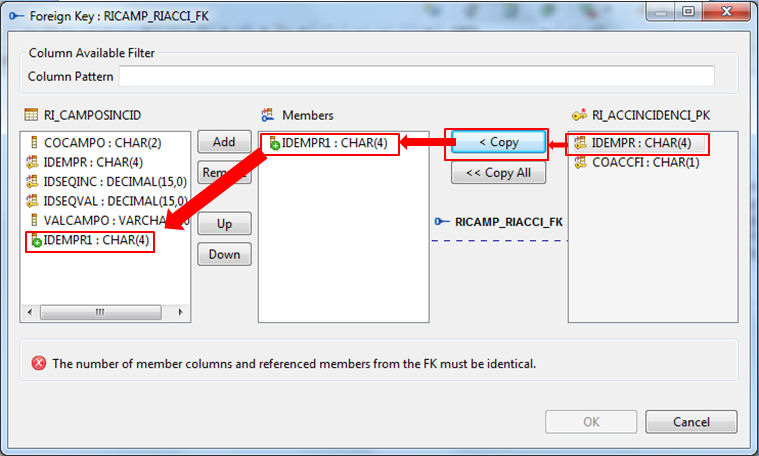 Foreign Key : RICAMP_RIACCI_FK
Column Available Filter
Column Pattern
RI_CAMPOSINCID
COCAMPO : CHAR(2)
IDEMPR : CHAR(4)
IDSEQINC : DECIMAL(15,0)
IDSEQVAL : DECIMAL(15,0)
VALCAMPO : VARCHA
IDEMPR1 : CHAR(4)
Add
Rem
Up
Down
Members
IDEMPR1 : CHAR(4)
< Copy
<< Copy All
RICAMP_RIACCI_FK
RI_ACCINCIDENCI_PK
IDEMPR : CHAR(4)
COACCFI : CHAR(1)
The number of member columns and referenced members from the FK must be identical.
OK
Cancel